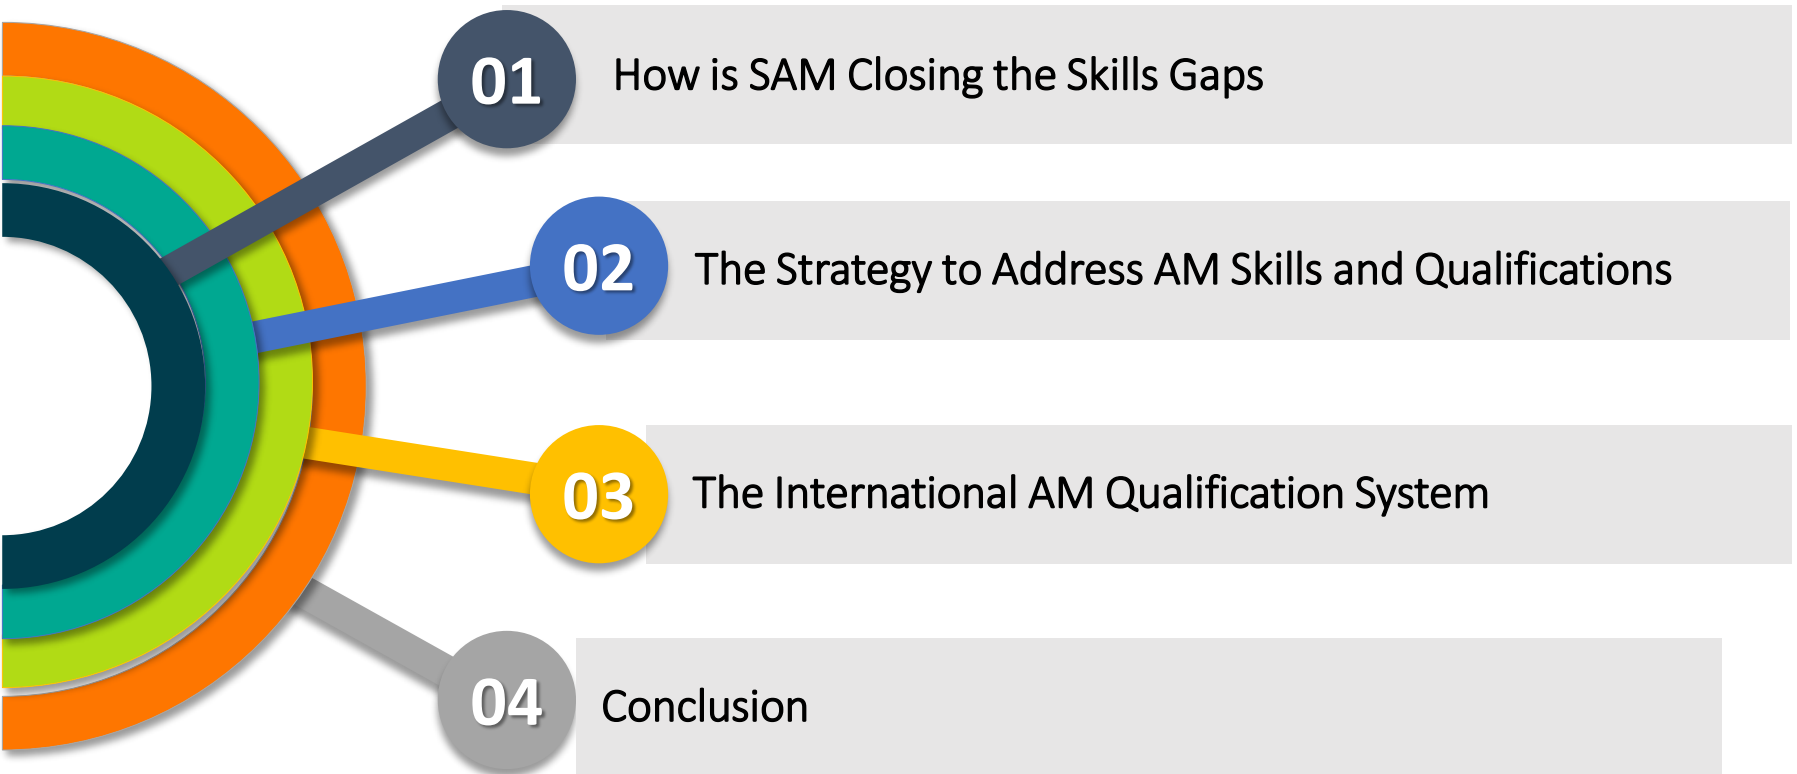 01
How is SAM Closing the Skills Gaps
02
The Strategy to Address AM Skills and Qualifications
03
The International AM Qualification System
04
Conclusion